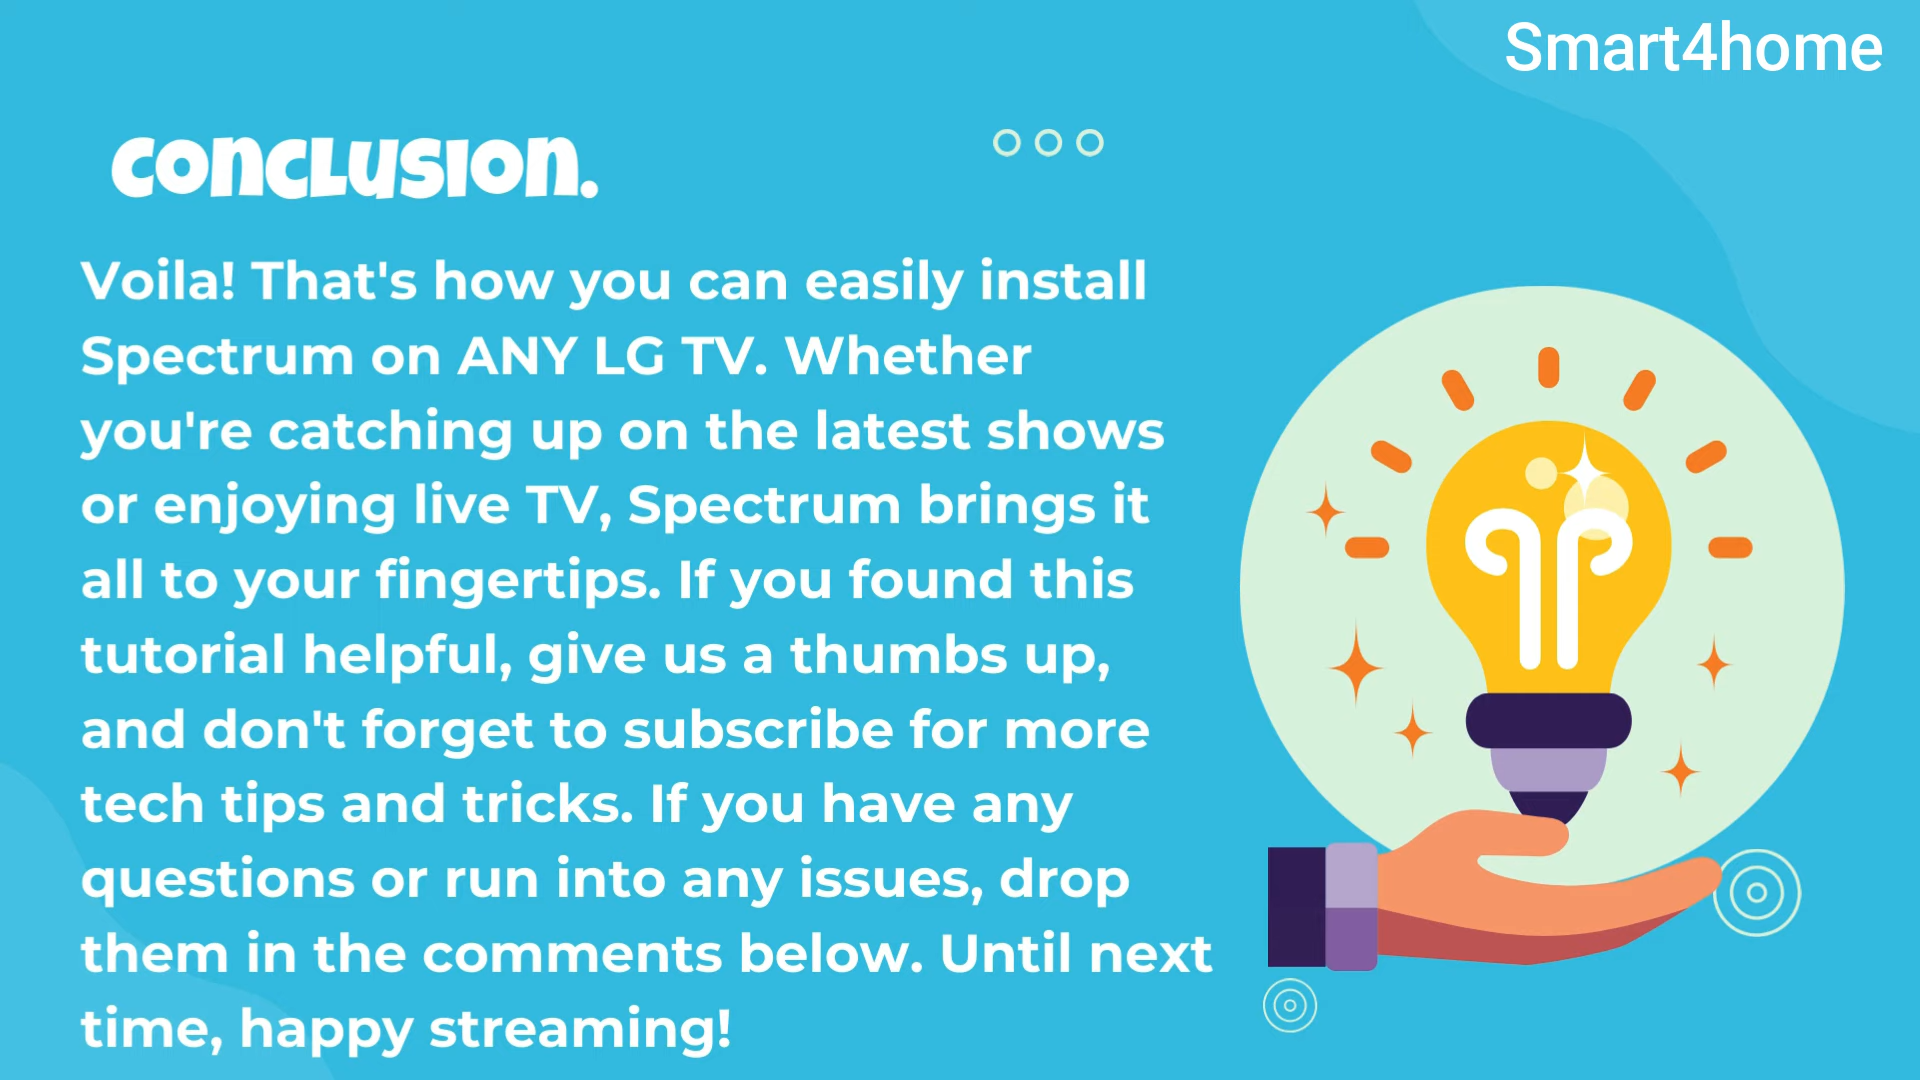 Smart4home
CONCLUSION.
Voila! That's how you can easily install
Spectrum on ANY LG TV. Whether
you're catching up on the latest shows
or enjoying live TV, Spectrum brings it
all to your fingertips. If you found this
tutorial helpful, give us a thumbs up,
and don't forget to subscribe for more
tech tips and tricks. If you have any
questions or run into any issues, drop
them in the comments below. Until next
time, happy streaming!